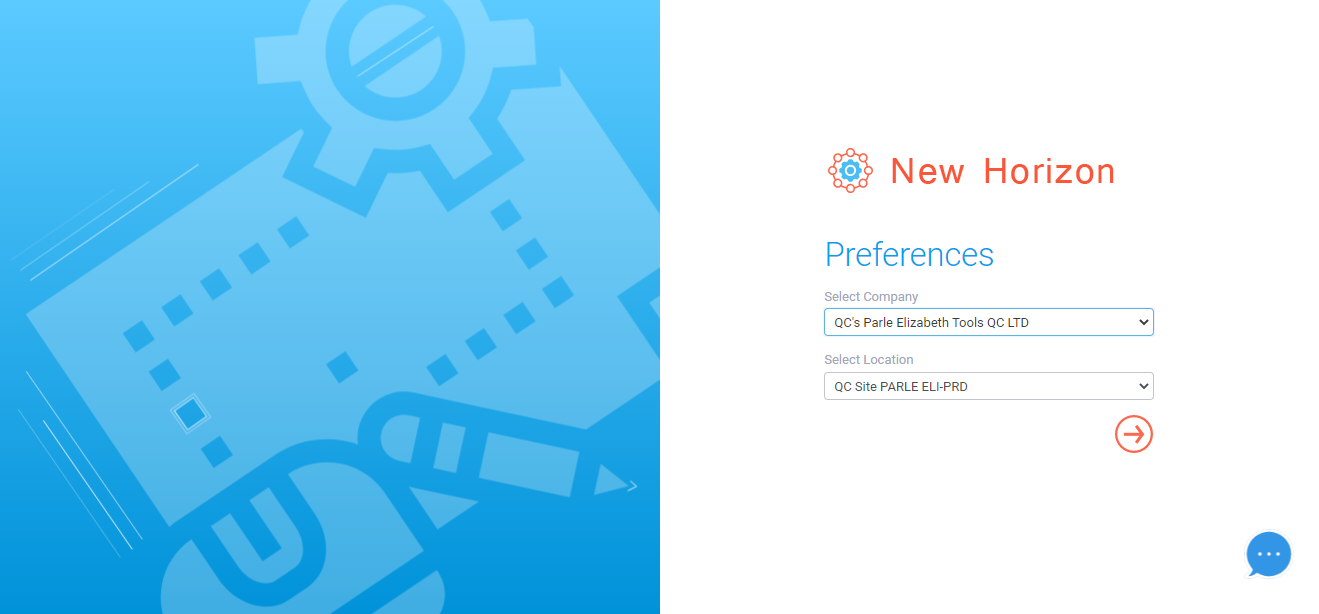 New Horizon
Preferences
Select Company
QC's Parle Elizabeth Tools QC LTD
Select Location
QC Site PARLE ELI-PRD